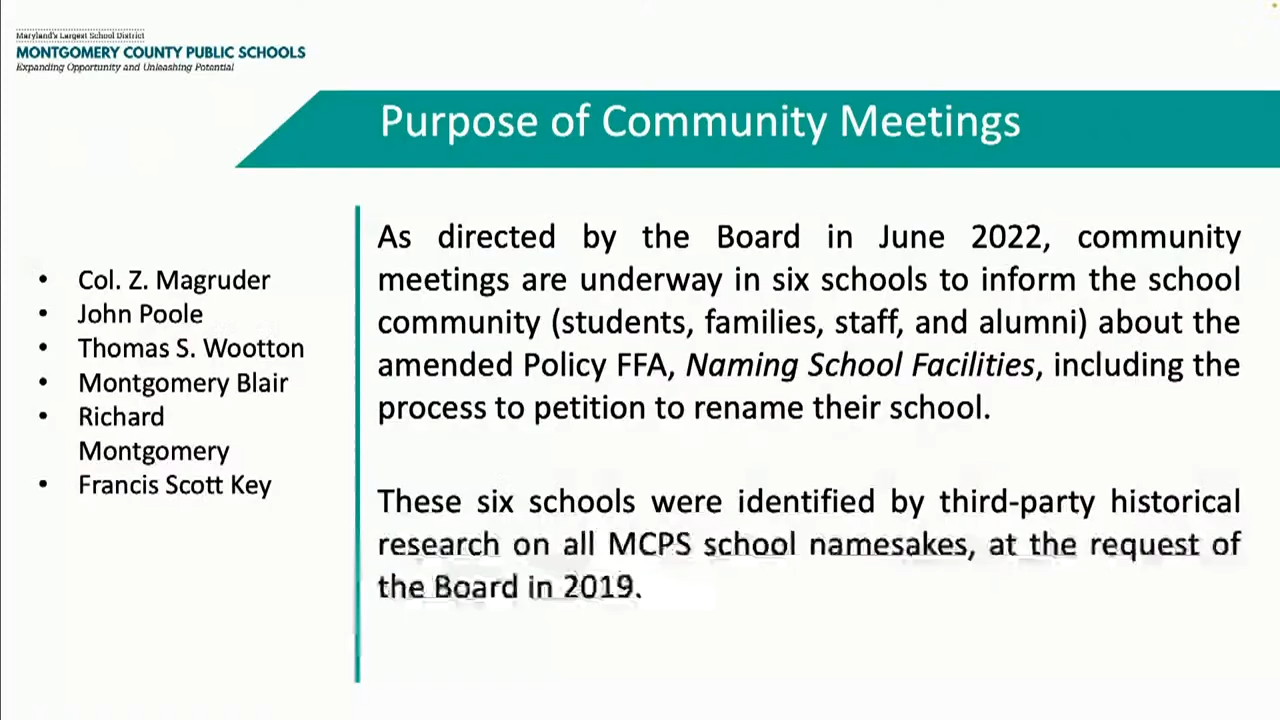 Maryland's Largest School District
MONTGOMERY COUNTY PUBLIC SCHOOLS
Expanding Opportunity and Unleashing Potential
Purpose of Community Meetings
• Col. Z. Magruder
• John Poole
• Thomas S. Wootton
• Montgomery Blair
• Richard
Montgomery
• Francis Scott Key
As directed by the Board in June 2022, community
meetings are underway in six schools to inform the school
community (students, families, staff, and alumni) about the
amended Policy FFA, Naming School Facilities, including the
process to petition to rename their school.
These six schools were identified by third-party historical
research on all MCPS school namesakes, at the request of
the Board in 2019.